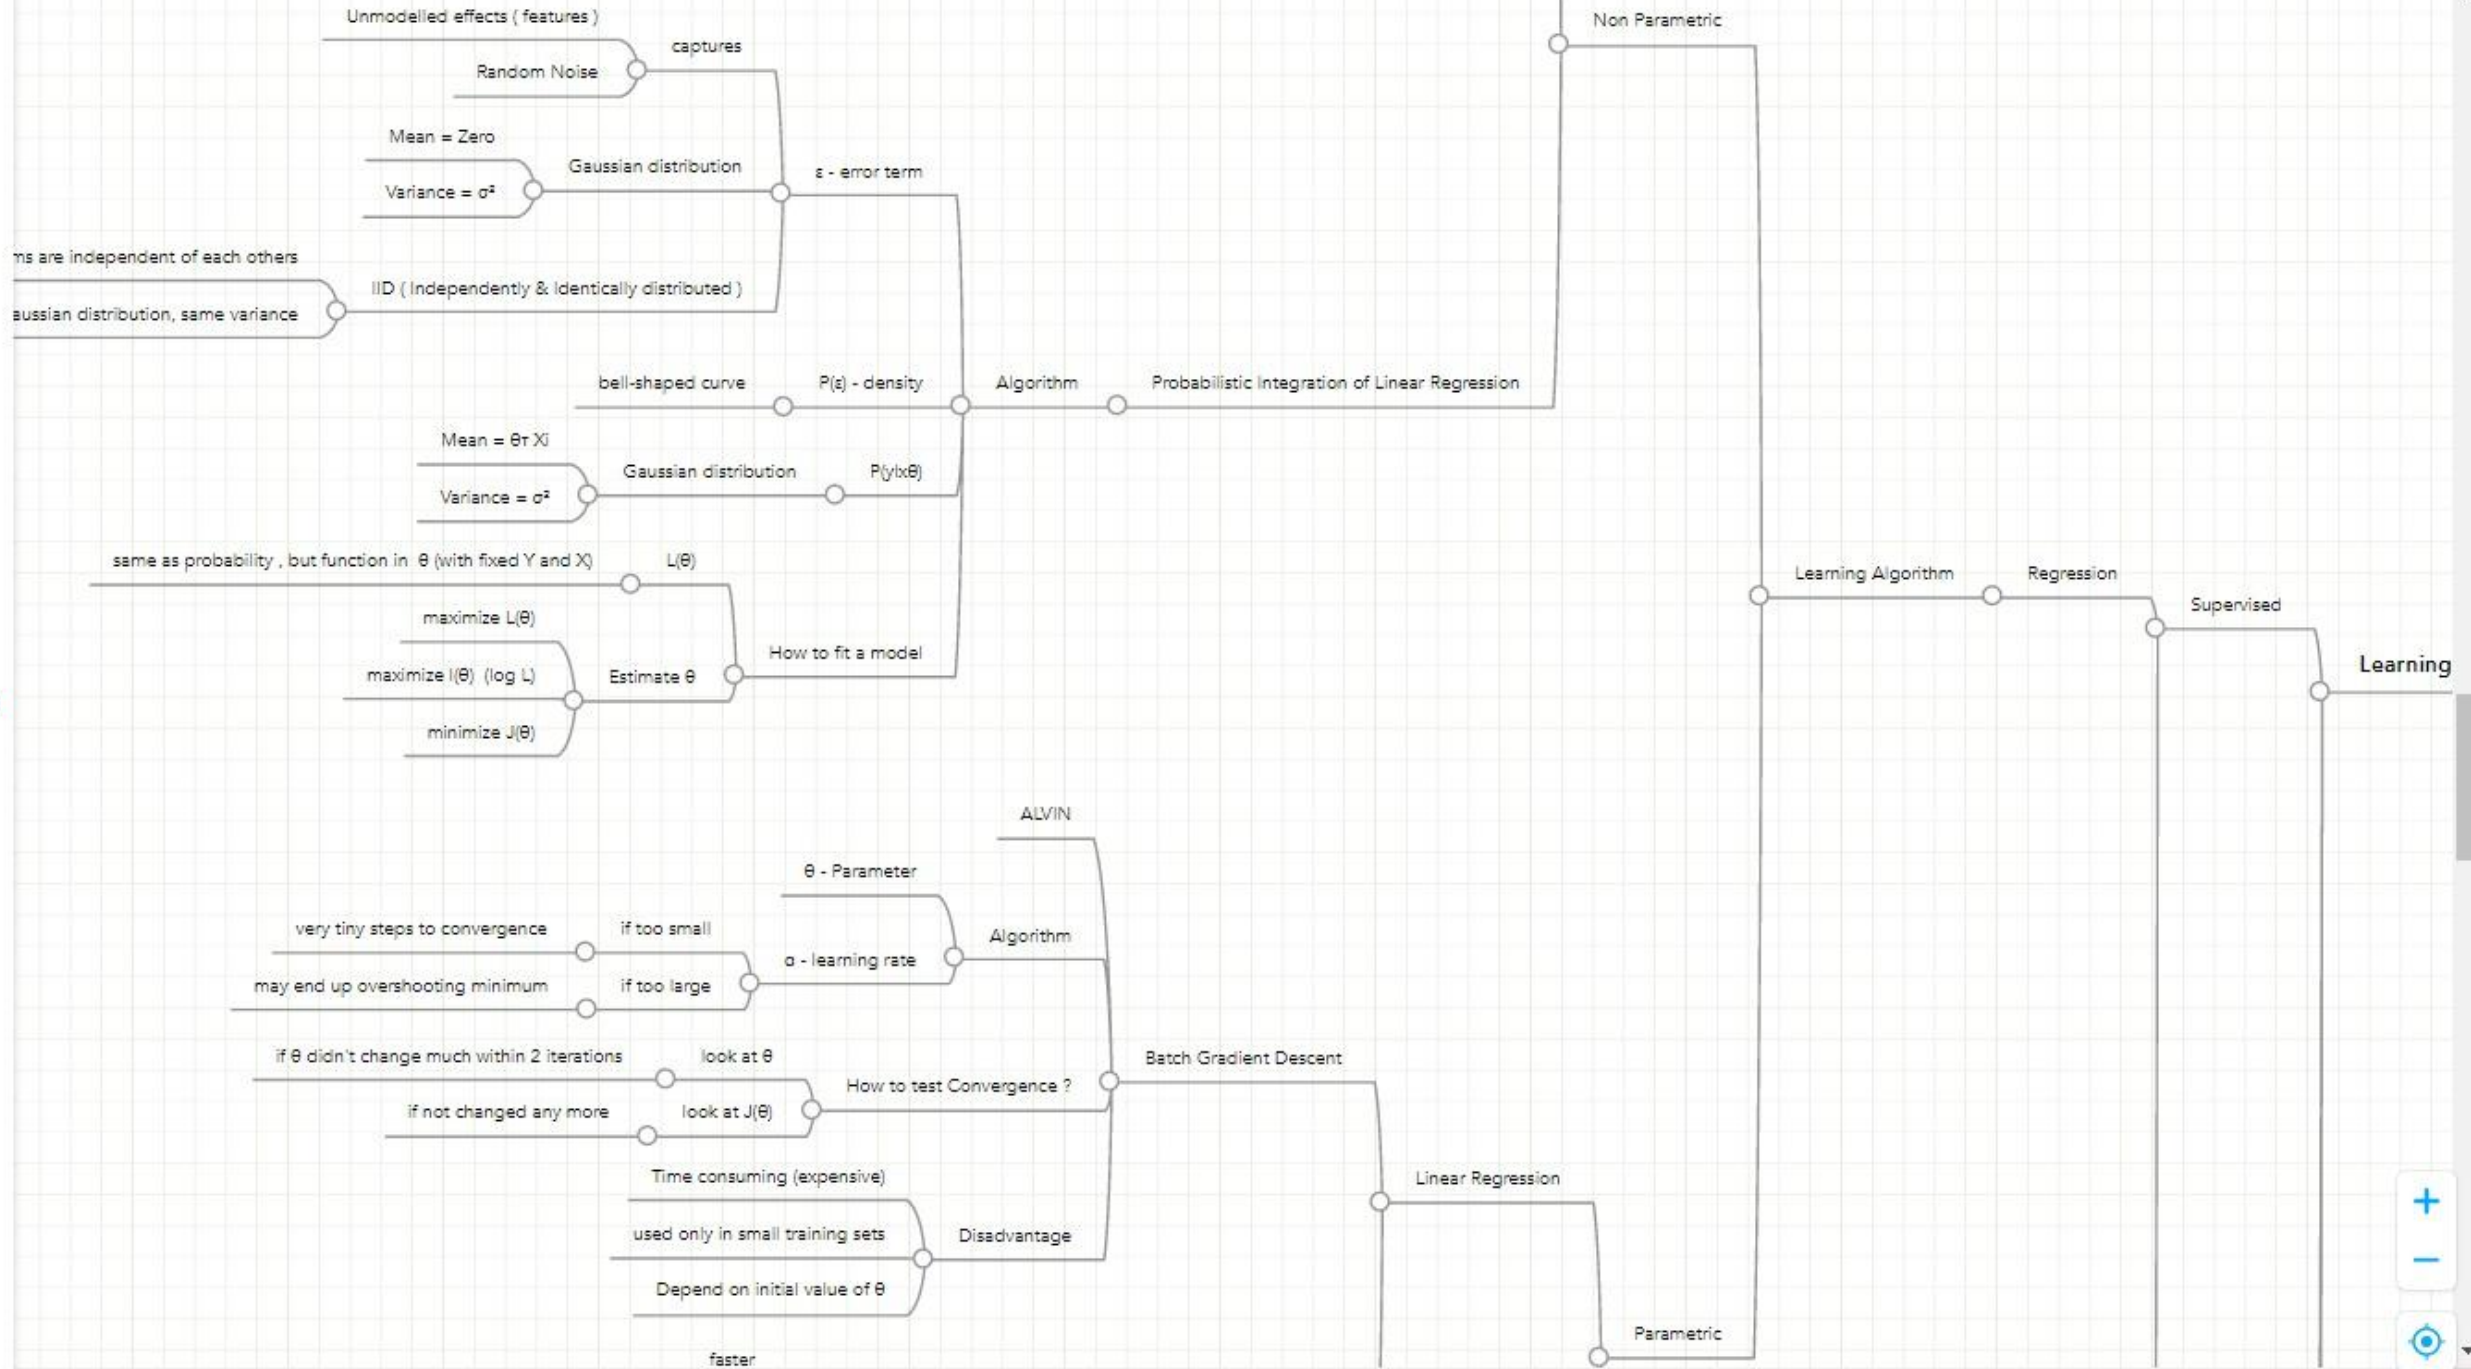 Unmodelled effects ( features )
Non Parametric
captures
Random Noise
Mean = Zero
Gaussian distribution
ε - error term
Variance = σ²
are independent of each others
IID ( Independently & Identically distributed )
distribution, same variance
bell-shaped curve
P(ε) - density
Algorithm
Probabilistic Integration of Linear Regression
Mean = θᴛ Xi
Gaussian distribution
P(y|xθ)
Variance = σ²
same as probability , but function in θ (with fixed Y and X)
L(θ)
Learning Algorithm
Regression
Supervised
maximize L(θ)
How to fit a model
Learning
maximize l(θ) (log L)
Estimate θ
minimize J(θ)
ALVIN
θ - Parameter
very tiny steps to convergence
if too small
Algorithm
α - learning rate
may end up overshooting minimum
if too large
if θ didn't change much within 2 iterations
look at θ
Batch Gradient Descent
How to test Convergence ?
if not changed any more
look at J(θ)
Time consuming (expensive)
Linear Regression
used only in small training sets
Disadvantage
Depend on initial value of θ
Parametric
faster